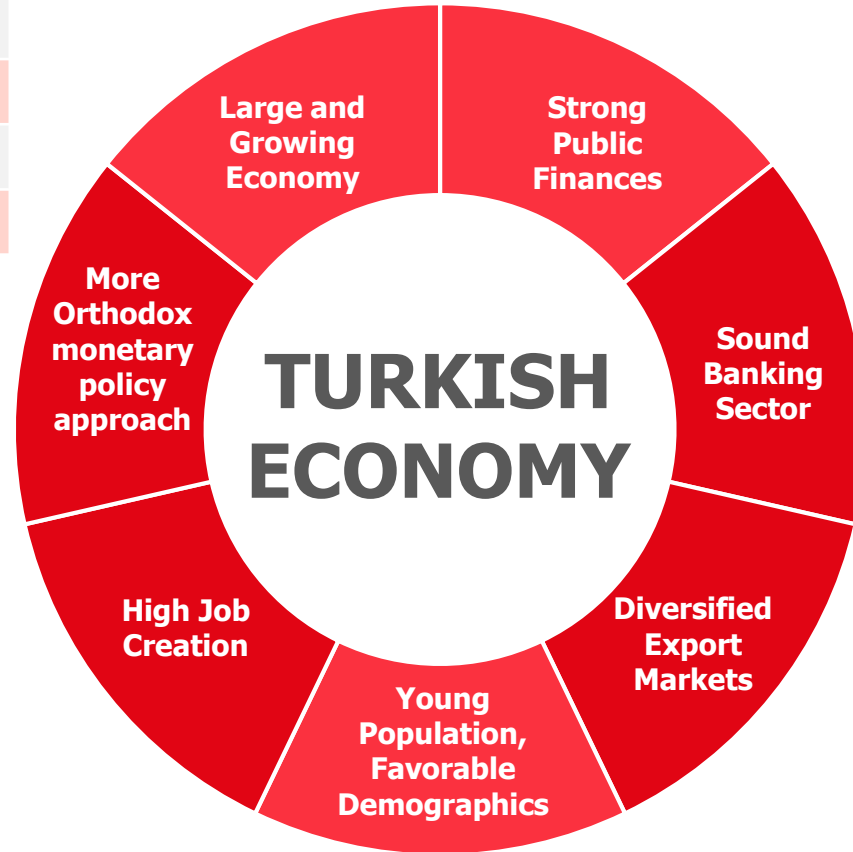 Large and
Growing
Economy
Strong
Public
Finances
More
Orthodox
monetary
policy
approach
TURKISH
ECONOMY
Sound
Banking
Sector
High Job
Creation
Diversified
Export
Markets
Young
Population,
Favorable
Demographics